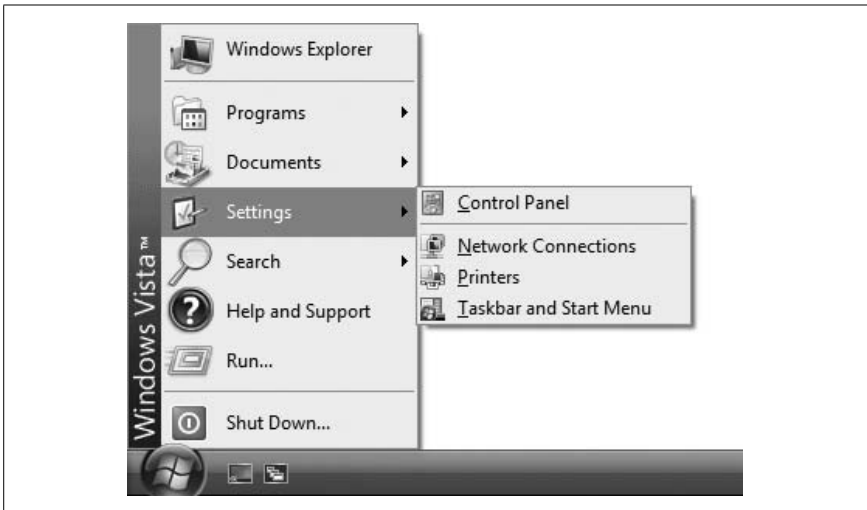 Windows Vista™
Windows Explorer
Programs
Documents
Settings
Search
Help and Support
Run...
Shut Down...
Control Panel
Network Connections
Printers
Taskbar and Start Menu